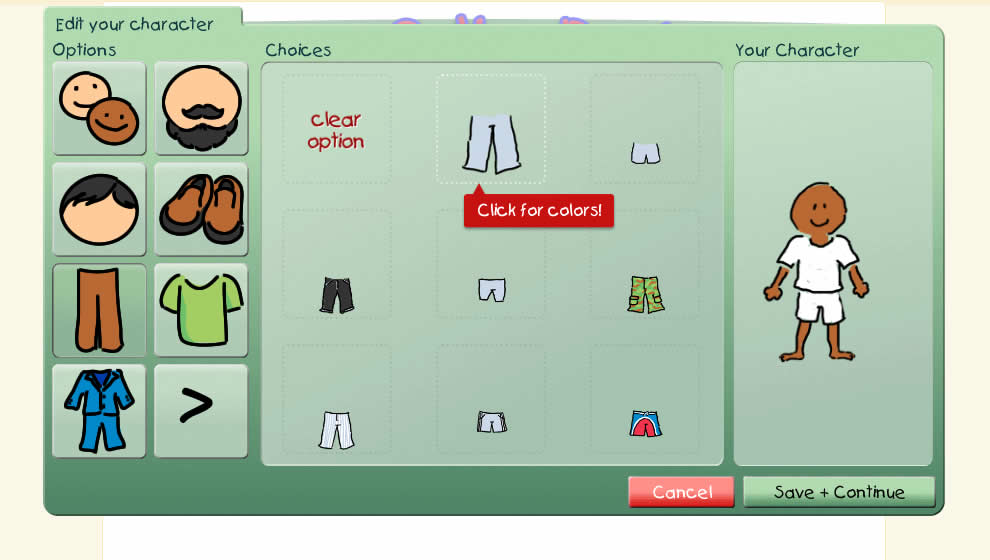 Edit your character
Options
Choices
Your Character
clear
option
Click for colors!
>
Cancel
Save + Continue